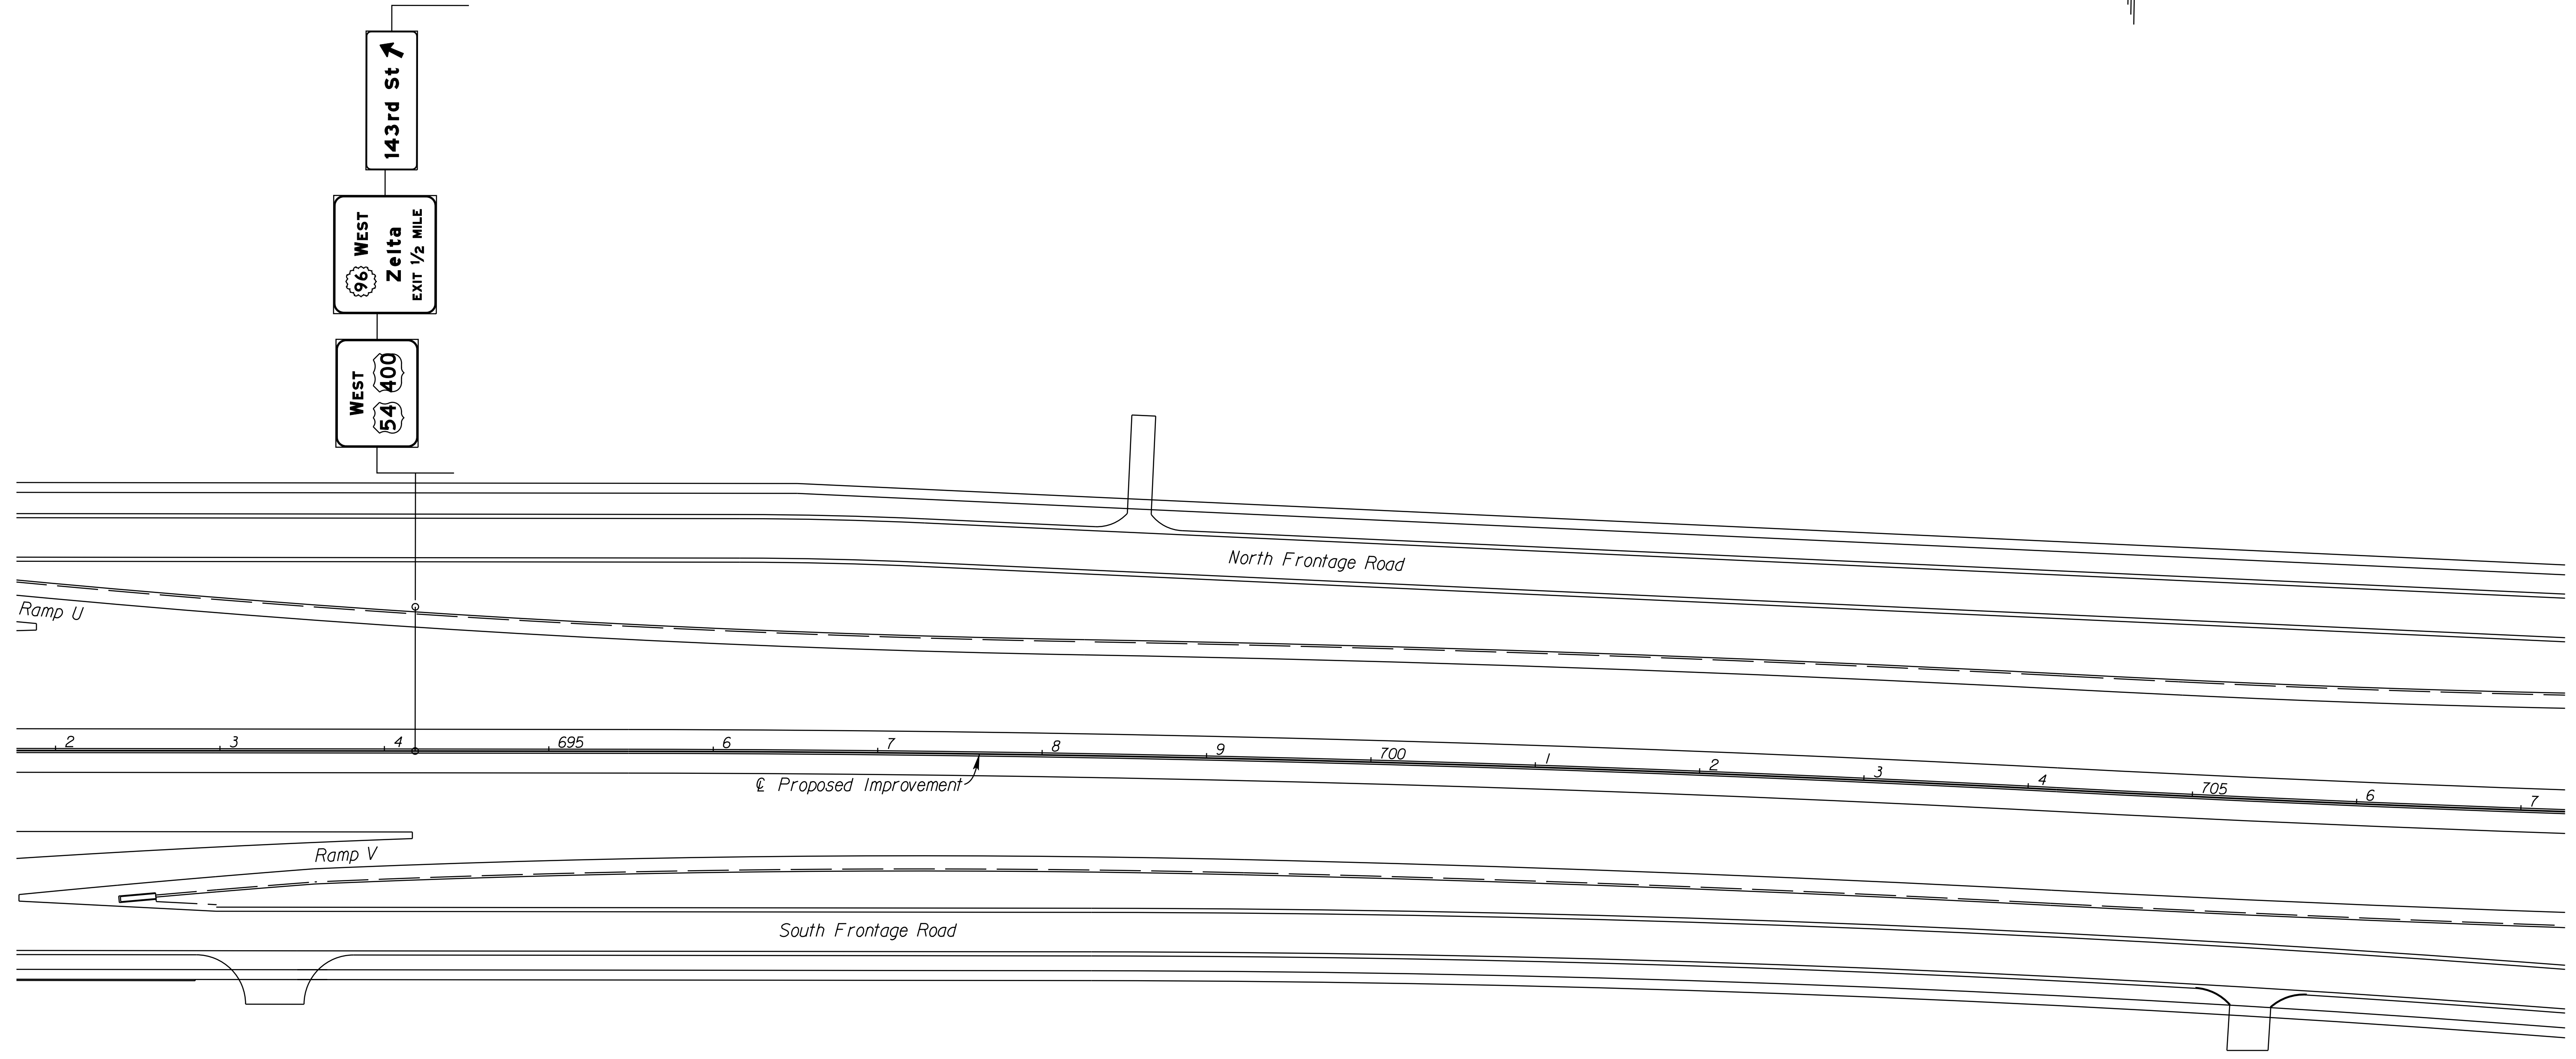 143rd St
96 WEST
Zelta
EXIT 1/2 MILE
WEST
54 400
North Frontage Road
Ramp U
2 3 4 695 6 7 8 9 700 1 2 3 4 705 6 7
℄ Proposed Improvement
Ramp V
South Frontage Road